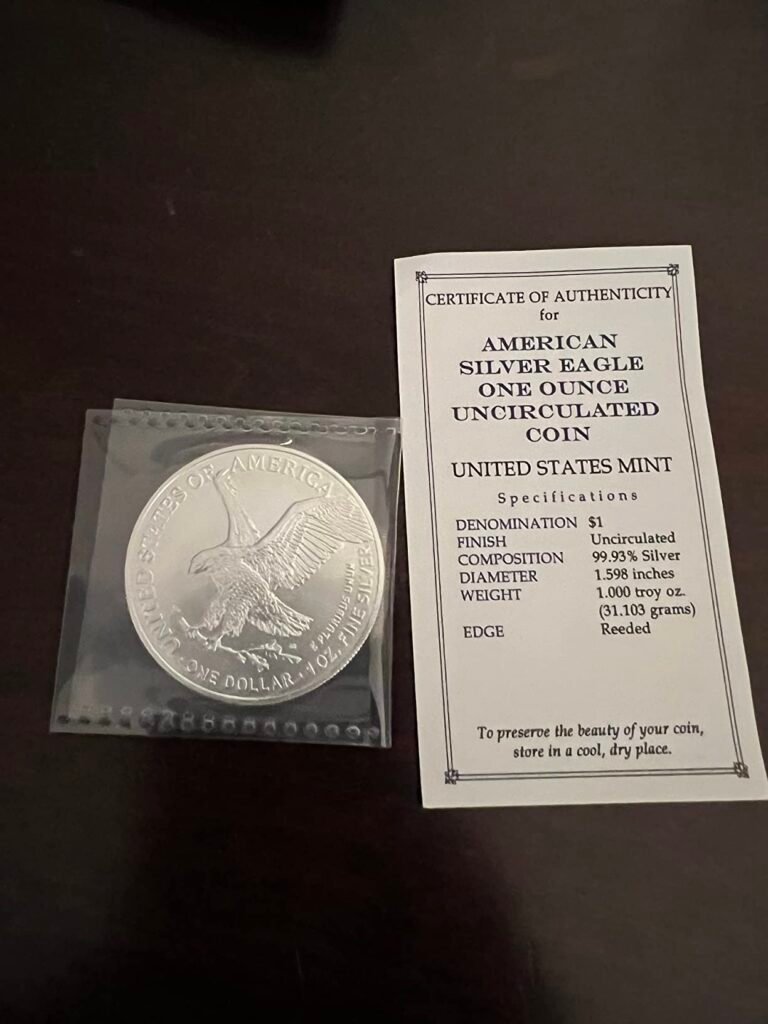 UNITED STATES OF AMERICA
E PLURIBUS UNUM
1 OZ. FINE SILVER
· ONE DOLLAR ·
CERTIFICATE OF AUTHENTICITY
for
AMERICAN
SILVER EAGLE
ONE OUNCE
UNCIRCULATED
COIN
UNITED STATES MINT
Specifications
DENOMINATION $1
FINISH Uncirculated
COMPOSITION 99.93% Silver
DIAMETER 1.598 inches
WEIGHT 1.000 troy oz.
(31.103 grams)
EDGE Reeded
To preserve the beauty of your coin,
store in a cool, dry place.